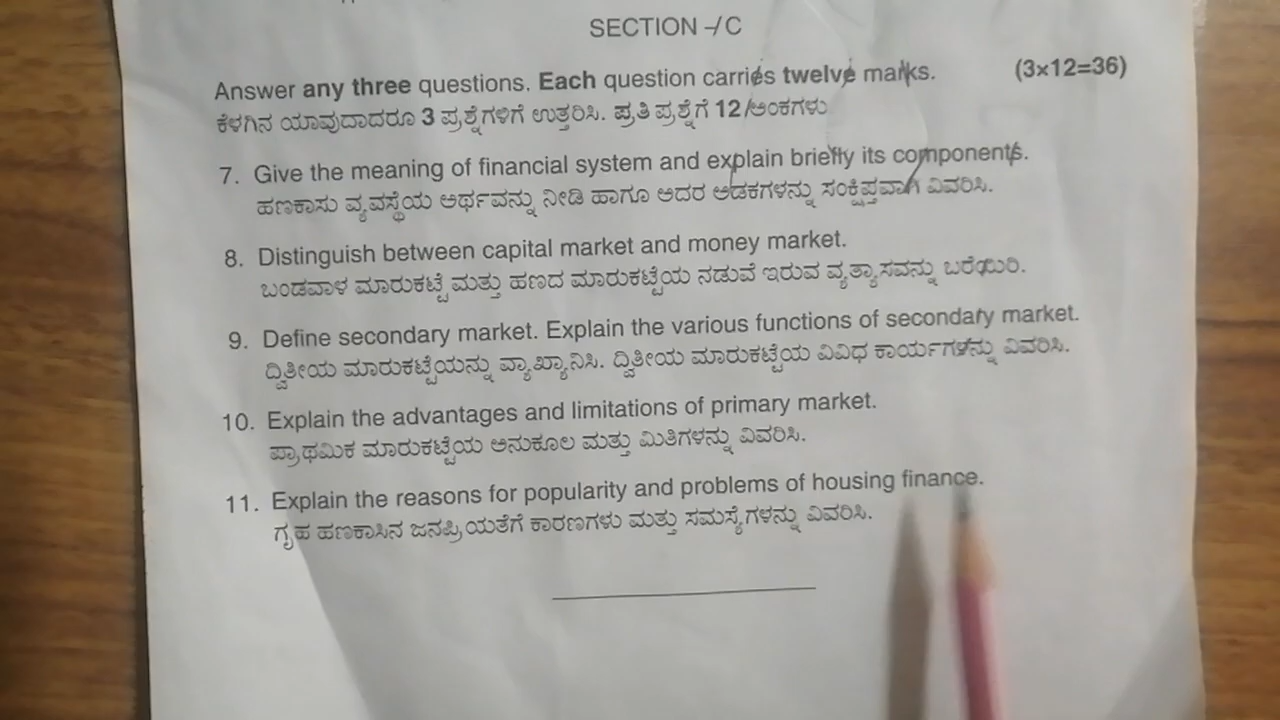 SECTION – C
Answer any three questions. Each question carries twelve marks. (3×12=36)
ಕೆಳಗಿನ ಯಾವುದಾದರೂ 3 ಪ್ರಶ್ನೆಗಳಿಗೆ ಉತ್ತರಿಸಿ. ಪ್ರತಿ ಪ್ರಶ್ನೆಗೆ 12 ಅಂಕಗಳು
7. Give the meaning of financial system and explain briefly its components.
ಹಣಕಾಸು ವ್ಯವಸ್ಥೆಯ ಅರ್ಥವನ್ನು ನೀಡಿ ಹಾಗೂ ಅದರ ಅಡಕಗಳನ್ನು ಸಂಕ್ಷಿಪ್ತವಾಗಿ ವಿವರಿಸಿ.
8. Distinguish between capital market and money market.
ಬಂಡವಾಳ ಮಾರುಕಟ್ಟೆ ಮತ್ತು ಹಣದ ಮಾರುಕಟ್ಟೆಯ ನಡುವೆ ಇರುವ ವ್ಯತ್ಯಾಸವನ್ನು ಬರೆಯಿರಿ.
9. Define secondary market. Explain the various functions of secondary market.
ದ್ವಿತೀಯ ಮಾರುಕಟ್ಟೆಯನ್ನು ವ್ಯಾಖ್ಯಾನಿಸಿ. ದ್ವಿತೀಯ ಮಾರುಕಟ್ಟೆಯ ವಿವಿಧ ಕಾರ್ಯಗಳನ್ನು ವಿವರಿಸಿ.
10. Explain the advantages and limitations of primary market.
ಪ್ರಾಥಮಿಕ ಮಾರುಕಟ್ಟೆಯ ಅನುಕೂಲ ಮತ್ತು ಮಿತಿಗಳನ್ನು ವಿವರಿಸಿ.
11. Explain the reasons for popularity and problems of housing finance.
ಗೃಹ ಹಣಕಾಸಿನ ಜನಪ್ರಿಯತೆಗೆ ಕಾರಣಗಳು ಮತ್ತು ಸಮಸ್ಯೆಗಳನ್ನು ವಿವರಿಸಿ.